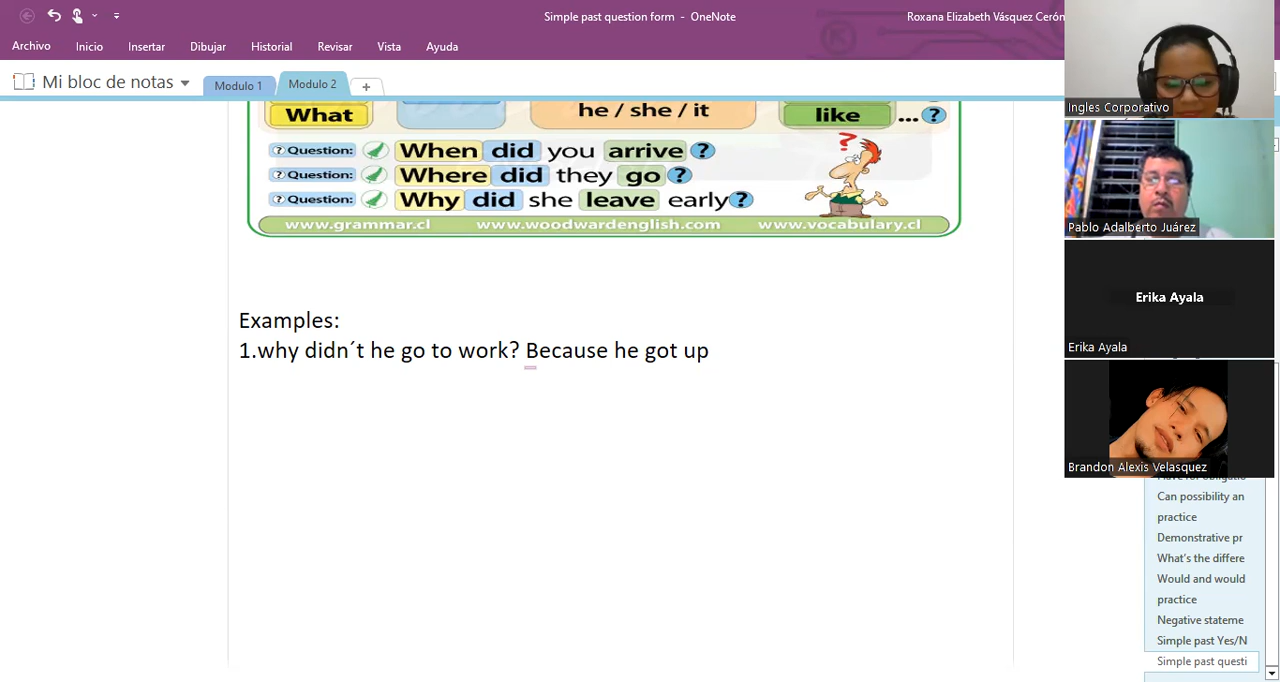 Simple past question form - OneNote
Roxana Elizabeth Vásquez Cerón
Archivo Inicio Insertar Dibujar Historial Revisar Vista Ayuda
Mi bloc de notas Modulo 1 Modulo 2 +
What he / she / it like ... ?
? Question: When did you arrive ?
? Question: Where did they go ?
? Question: Why did she leave early ?
www.grammar.cl www.woodwardenglish.com www.vocabulary.cl
Examples:
1.why didn´t he go to work? Because he got up
Ingles Corporativo
Pablo Adalberto Juárez
Erika Ayala
Erika Ayala
Brandon Alexis Velasquez
Can possibility an
practice
Demonstrative pr
What's the differe
Would and would
practice
Negative stateme
Simple past Yes/N
Simple past questi